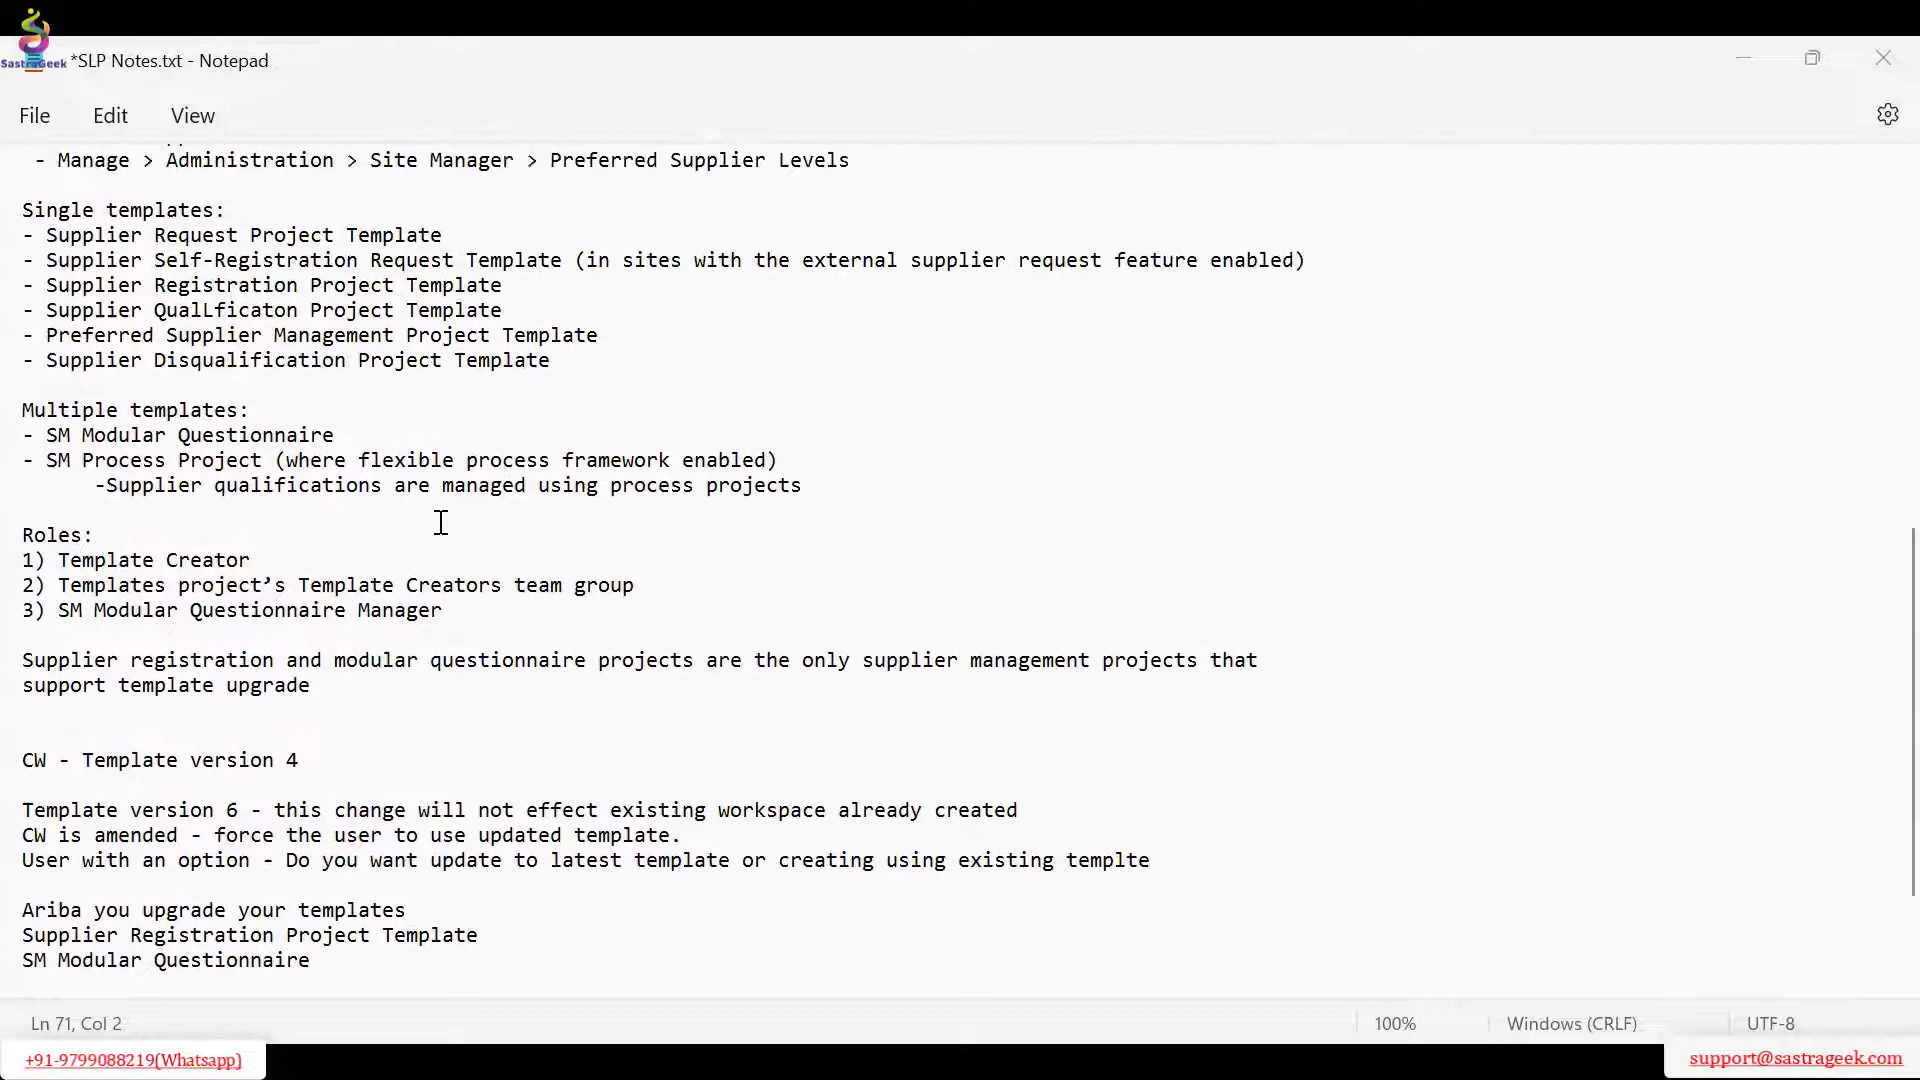 SastraGeek
*SLP Notes.txt - Notepad
File Edit View
- Manage > Administration > Site Manager > Preferred Supplier Levels
Single templates:
- Supplier Request Project Template
- Supplier Self-Registration Request Template (in sites with the external supplier request feature enabled)
- Supplier Registration Project Template
- Supplier QualLficaton Project Template
- Preferred Supplier Management Project Template
- Supplier Disqualification Project Template
Multiple templates:
- SM Modular Questionnaire
- SM Process Project (where flexible process framework enabled)
-Supplier qualifications are managed using process projects
Roles:
1) Template Creator
2) Templates project’s Template Creators team group
3) SM Modular Questionnaire Manager
Supplier registration and modular questionnaire projects are the only supplier management projects that
support template upgrade
CW - Template version 4
Template version 6 - this change will not effect existing workspace already created
CW is amended - force the user to use updated template.
User with an option - Do you want update to latest template or creating using existing templte
Ariba you upgrade your templates
Supplier Registration Project Template
SM Modular Questionnaire
Ln 71, Col 2 100% Windows (CRLF) UTF-8
+91-9799088219(Whatsapp)
support@sastrageek.com